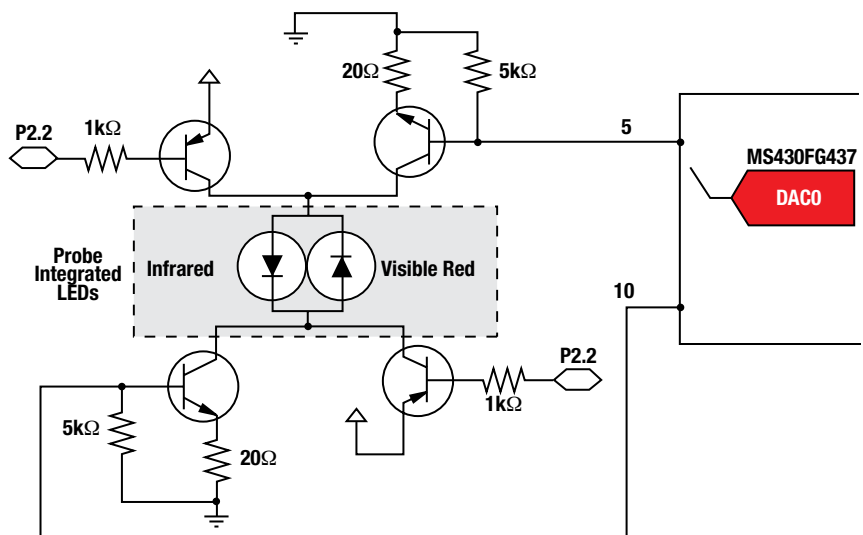 20Ω
5kΩ
1kΩ
P2.2
5
MS430FG437
DAC0
Probe
Integrated
LEDs
Infrared
Visible Red
10
P2.2
1kΩ
5kΩ
20Ω